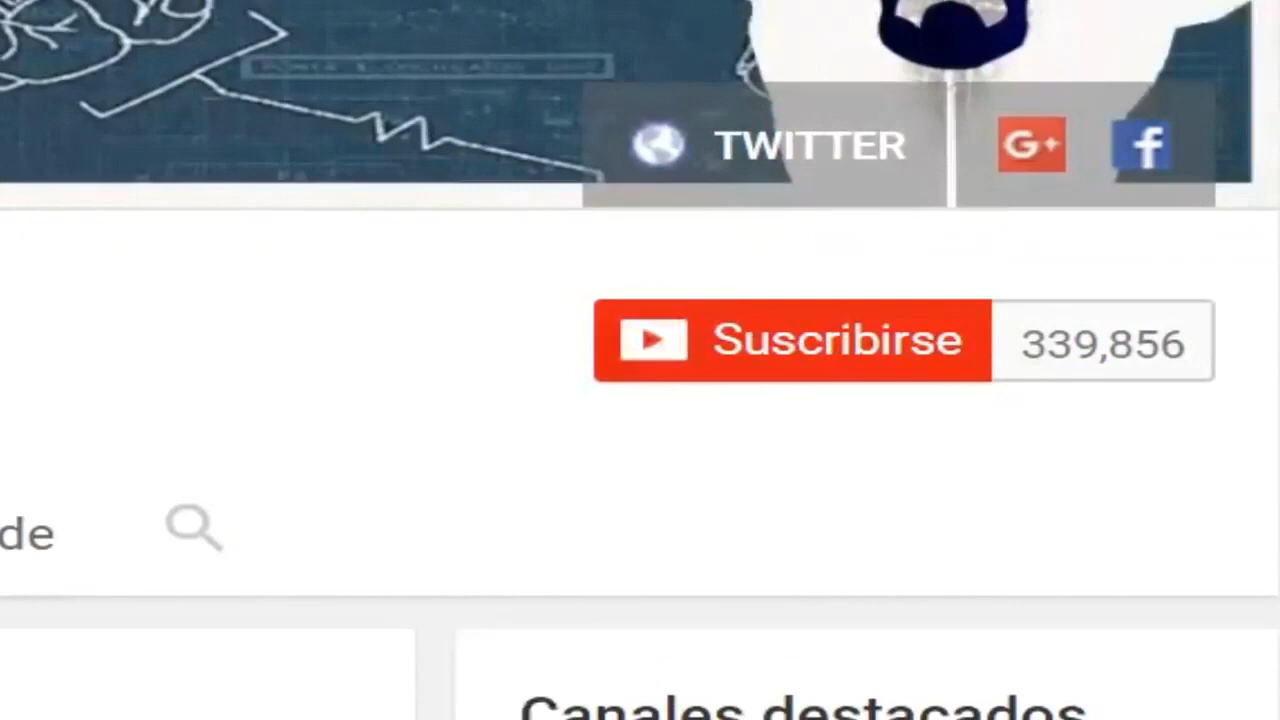 TWITTER
G+
f
Suscribirse 339,856
de
Canales destacados